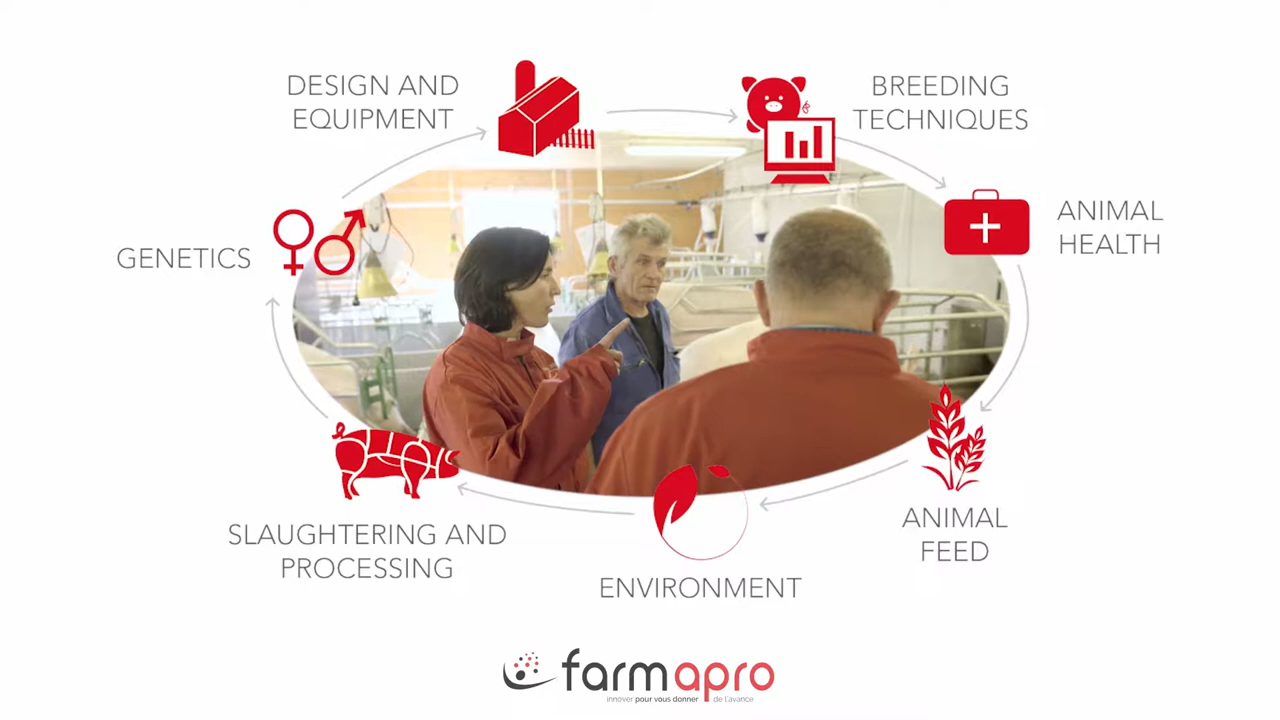 DESIGN AND
EQUIPMENT
BREEDING
TECHNIQUES
ANIMAL
HEALTH
GENETICS
ANIMAL
FEED
SLAUGHTERING AND
PROCESSING
ENVIRONMENT
farmapro
innover pour vous donner de l'avance